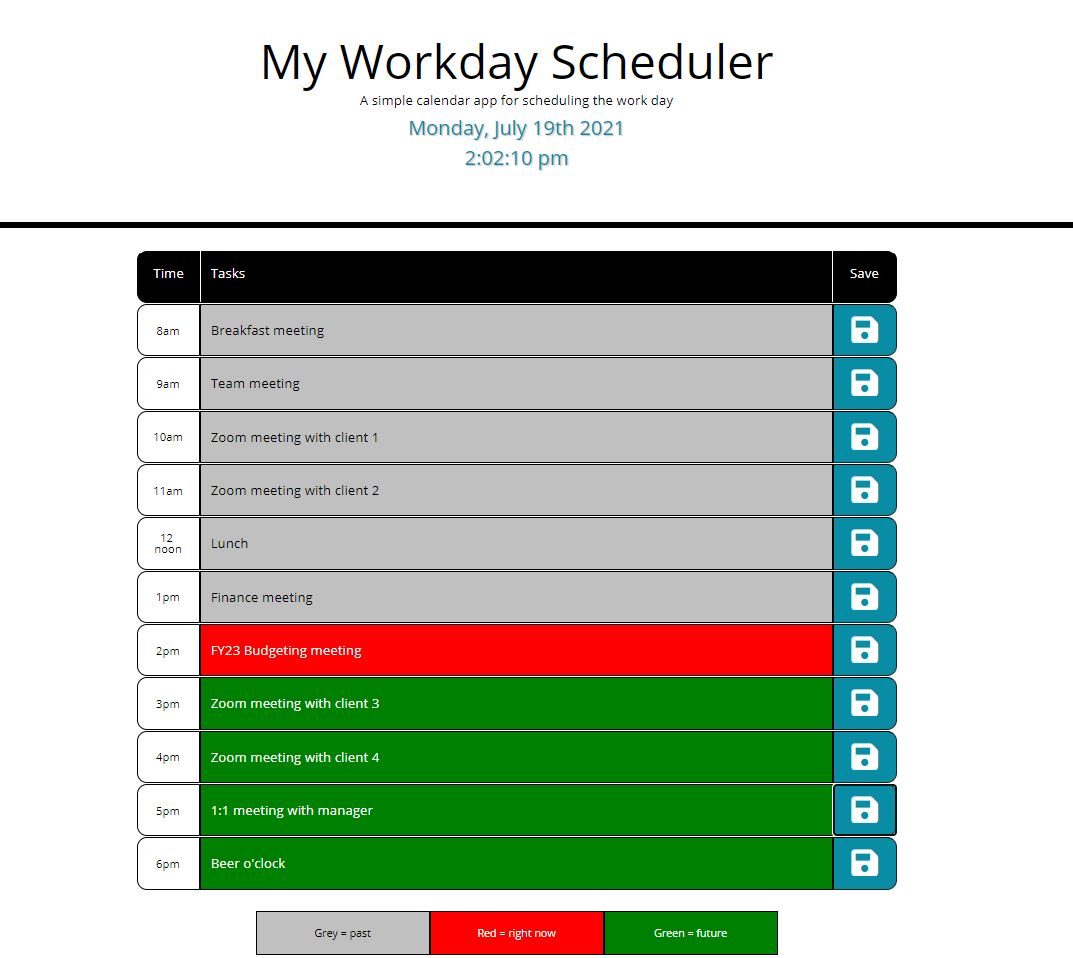 My Workday Scheduler
A simple calendar app for scheduling the work day
Monday, July 19th 2021
2:02:10 pm
Time Tasks Save
8am Breakfast meeting
9am Team meeting
10am Zoom meeting with client 1
11am Zoom meeting with client 2
12
noon Lunch
1pm Finance meeting
2pm FY23 Budgeting meeting
3pm Zoom meeting with client 3
4pm Zoom meeting with client 4
5pm 1:1 meeting with manager
6pm Beer o'clock
Grey = past Red = right now Green = future